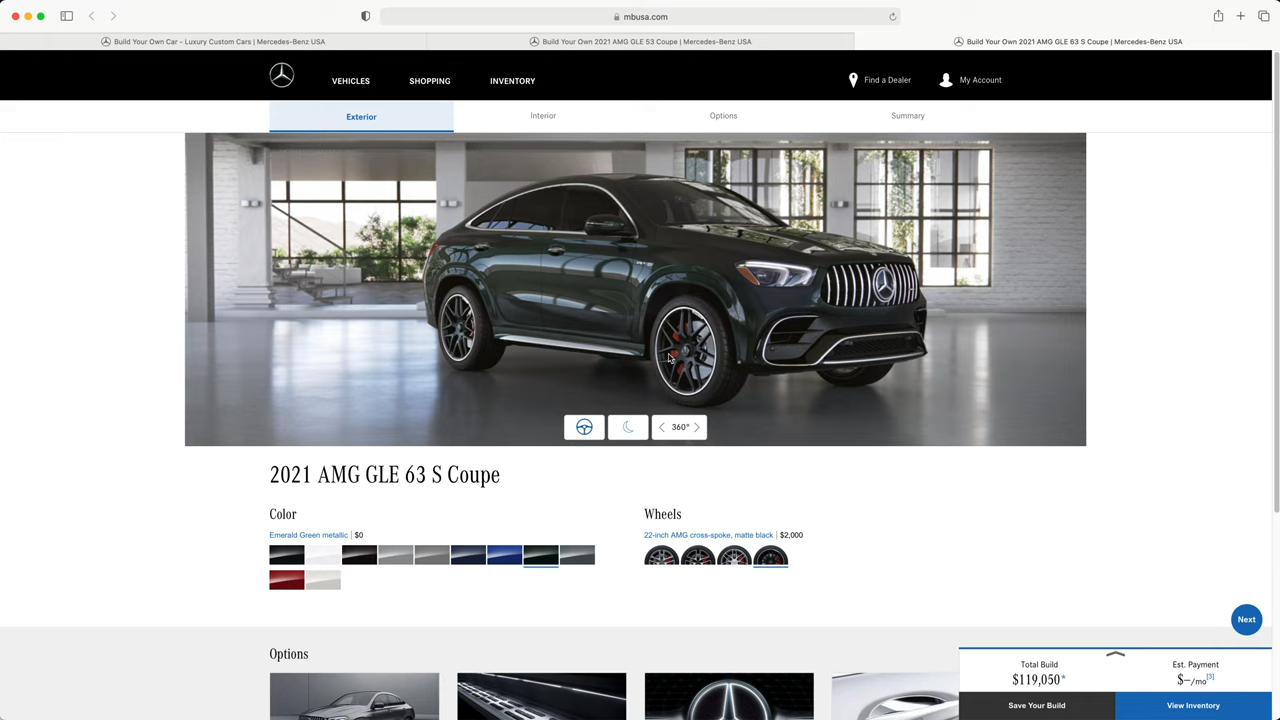 mbusa.com
Build Your Own Car - Luxury Custom Cars | Mercedes-Benz USA
Build Your Own 2021 AMG GLE 53 Coupe | Mercedes-Benz USA
Build Your Own 2021 AMG GLE 63 S Coupe | Mercedes-Benz USA
VEHICLES SHOPPING INVENTORY
Find a Dealer My Account
Exterior Interior Options Summary
360°
2021 AMG GLE 63 S Coupe
Color
Emerald Green metallic | $0
Wheels
22-inch AMG cross-spoke, matte black | $2,000
Next
Options
Total Build
$119,050*
Est. Payment
$—/mo[3]
Save Your Build
View Inventory